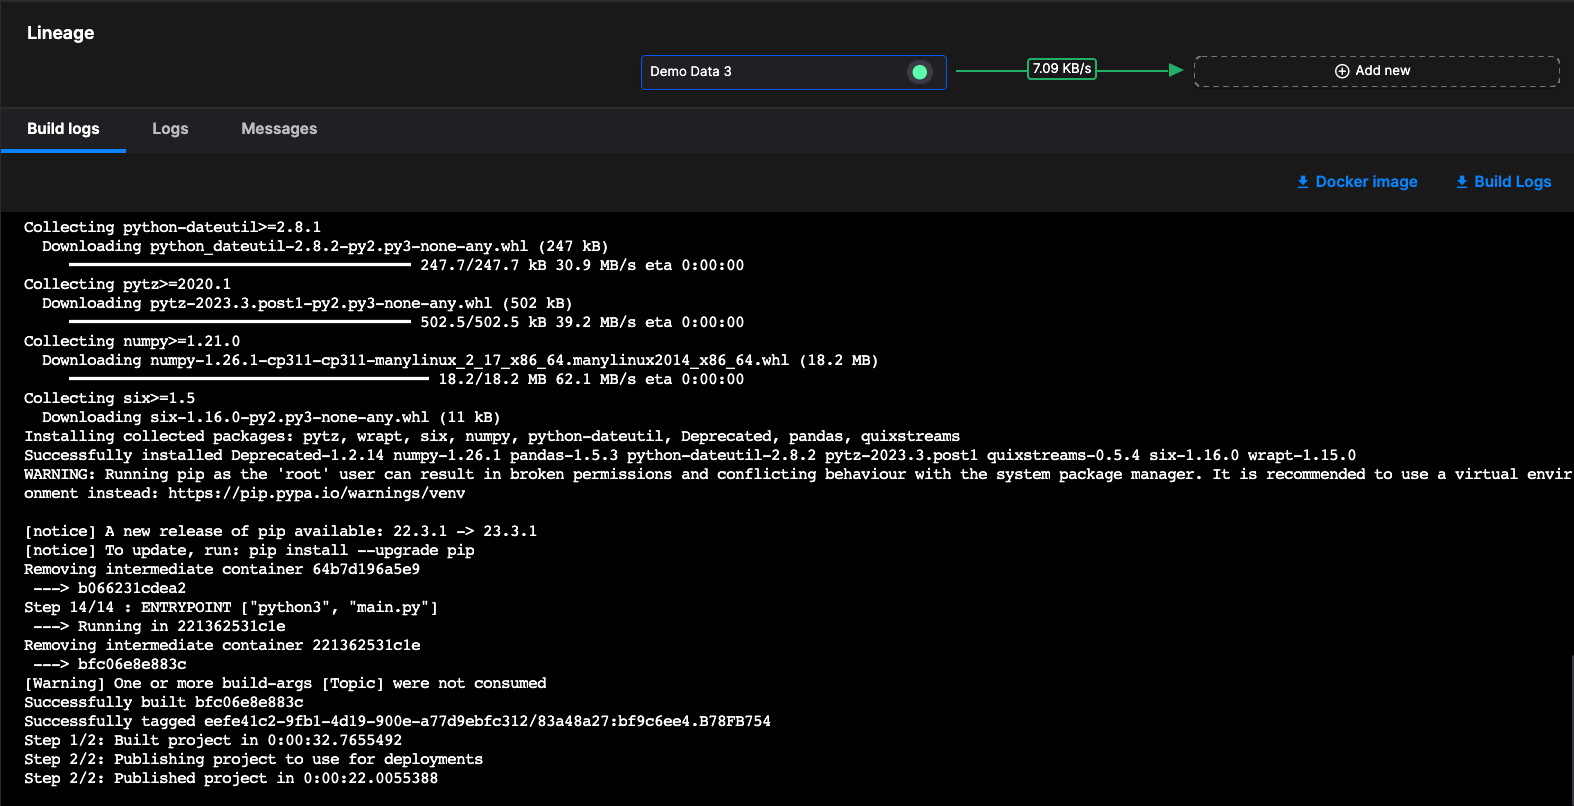 Lineage
Demo Data 3
7.09 KB/s
Add new
Build logs
Logs
Messages
Docker image
Build Logs
Collecting python-dateutil>=2.8.1
  Downloading python_dateutil-2.8.2-py2.py3-none-any.whl (247 kB)
247.7/247.7 kB 30.9 MB/s eta 0:00:00
Collecting pytz>=2020.1
  Downloading pytz-2023.3.post1-py2.py3-none-any.whl (502 kB)
502.5/502.5 kB 39.2 MB/s eta 0:00:00
Collecting numpy>=1.21.0
  Downloading numpy-1.26.1-cp311-cp311-manylinux_2_17_x86_64.manylinux2014_x86_64.whl (18.2 MB)
18.2/18.2 MB 62.1 MB/s eta 0:00:00
Collecting six>=1.5
  Downloading six-1.16.0-py2.py3-none-any.whl (11 kB)
Installing collected packages: pytz, wrapt, six, numpy, python-dateutil, Deprecated, pandas, quixstreams
Successfully installed Deprecated-1.2.14 numpy-1.26.1 pandas-1.5.3 python-dateutil-2.8.2 pytz-2023.3.post1 quixstreams-0.5.4 six-1.16.0 wrapt-1.15.0
WARNING: Running pip as the 'root' user can result in broken permissions and conflicting behaviour with the system package manager. It is recommended to use a virtual envir
onment instead: https://pip.pypa.io/warnings/venv
[notice] A new release of pip available: 22.3.1 -> 23.3.1
[notice] To update, run: pip install --upgrade pip
Removing intermediate container 64b7d196a5e9
 ---> b066231cdea2
Step 14/14 : ENTRYPOINT ["python3", "main.py"]
 ---> Running in 221362531c1e
Removing intermediate container 221362531c1e
 ---> bfc06e8e883c
[Warning] One or more build-args [Topic] were not consumed
Successfully built bfc06e8e883c
Successfully tagged eefe41c2-9fb1-4d19-900e-a77d9ebfc312/83a48a27:bf9c6ee4.B78FB754
Step 1/2: Built project in 0:00:32.7655492
Step 2/2: Publishing project to use for deployments
Step 2/2: Published project in 0:00:22.0055388